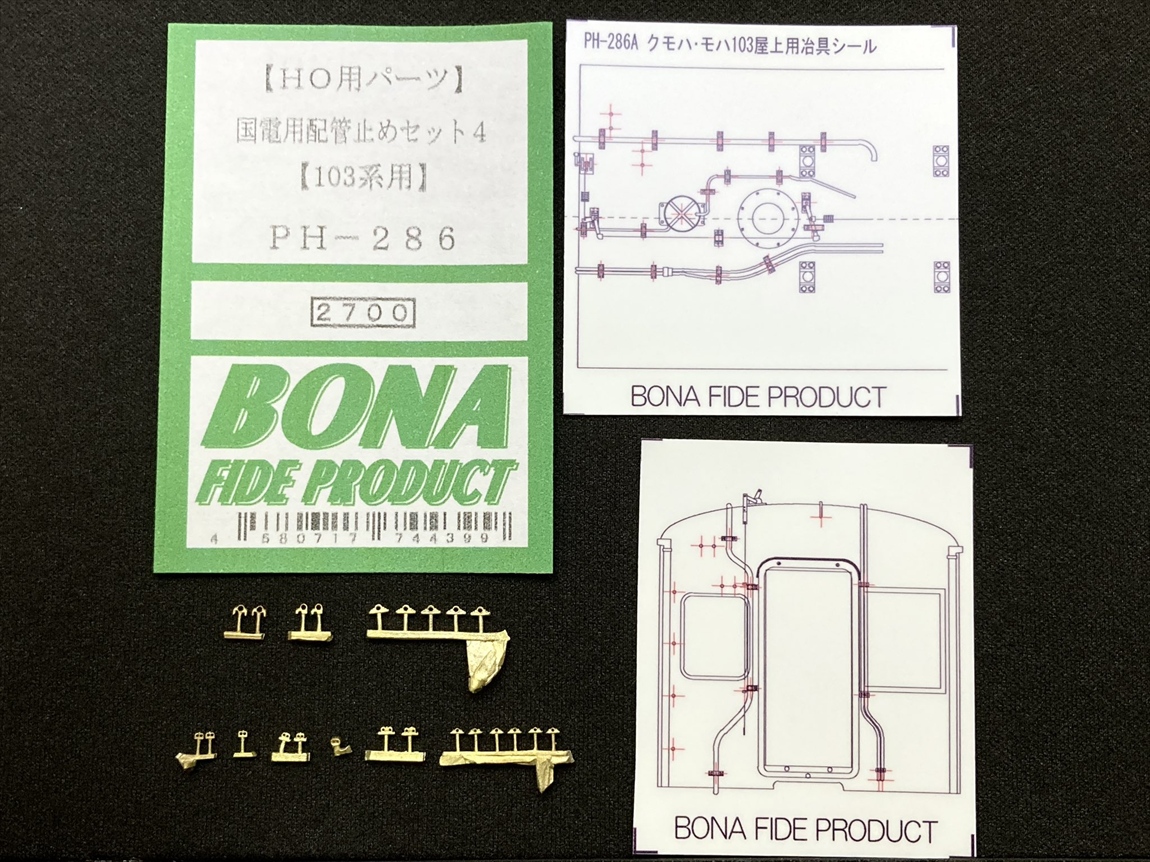 【HO用パーツ】
国電用配管止めセット4
【103系用】
PH-286
2700
BONA
FIDE PRODUCT
4 580717 744399
PH-286A クモハ・モハ103屋上用冶具シール
BONA FIDE PRODUCT
BONA FIDE PRODUCT